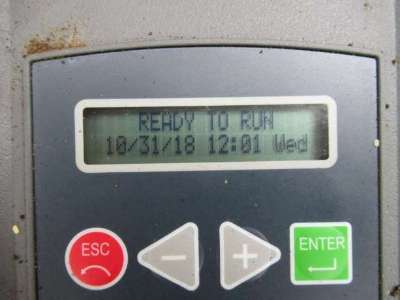 READY TO RUN
10/31/18 12:01 Wed
ESC
-
+
ENTER